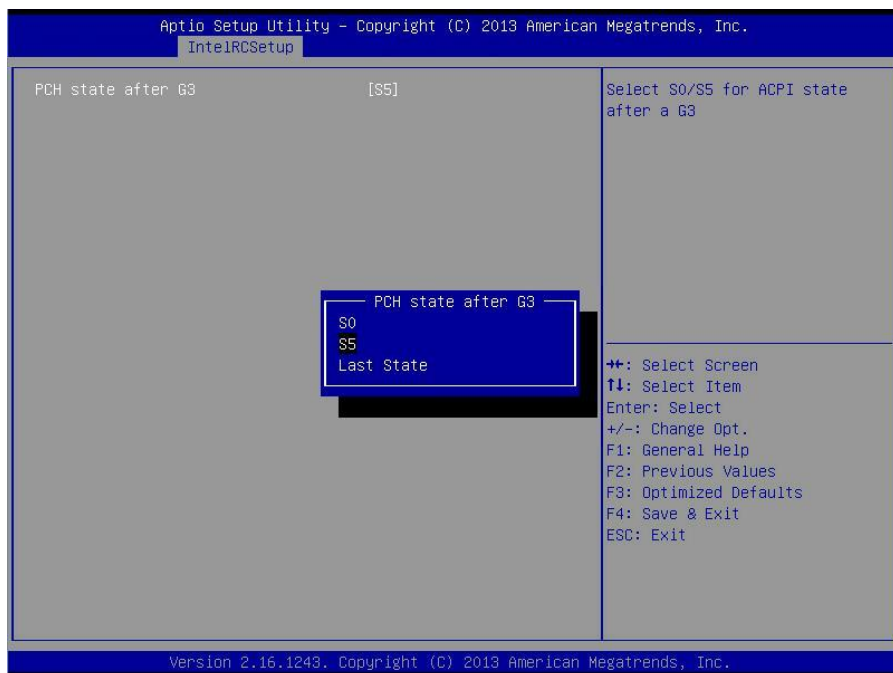 Aptio Setup Utility – Copyright (C) 2013 American Megatrends, Inc.
IntelRCSetup
PCH state after G3 [S5]
Select S0/S5 for ACPI state
after a G3
PCH state after G3
S0
S5
Last State
→←: Select Screen
↑↓: Select Item
Enter: Select
+/-: Change Opt.
F1: General Help
F2: Previous Values
F3: Optimized Defaults
F4: Save & Exit
ESC: Exit
Version 2.16.1243. Copyright (C) 2013 American Megatrends, Inc.